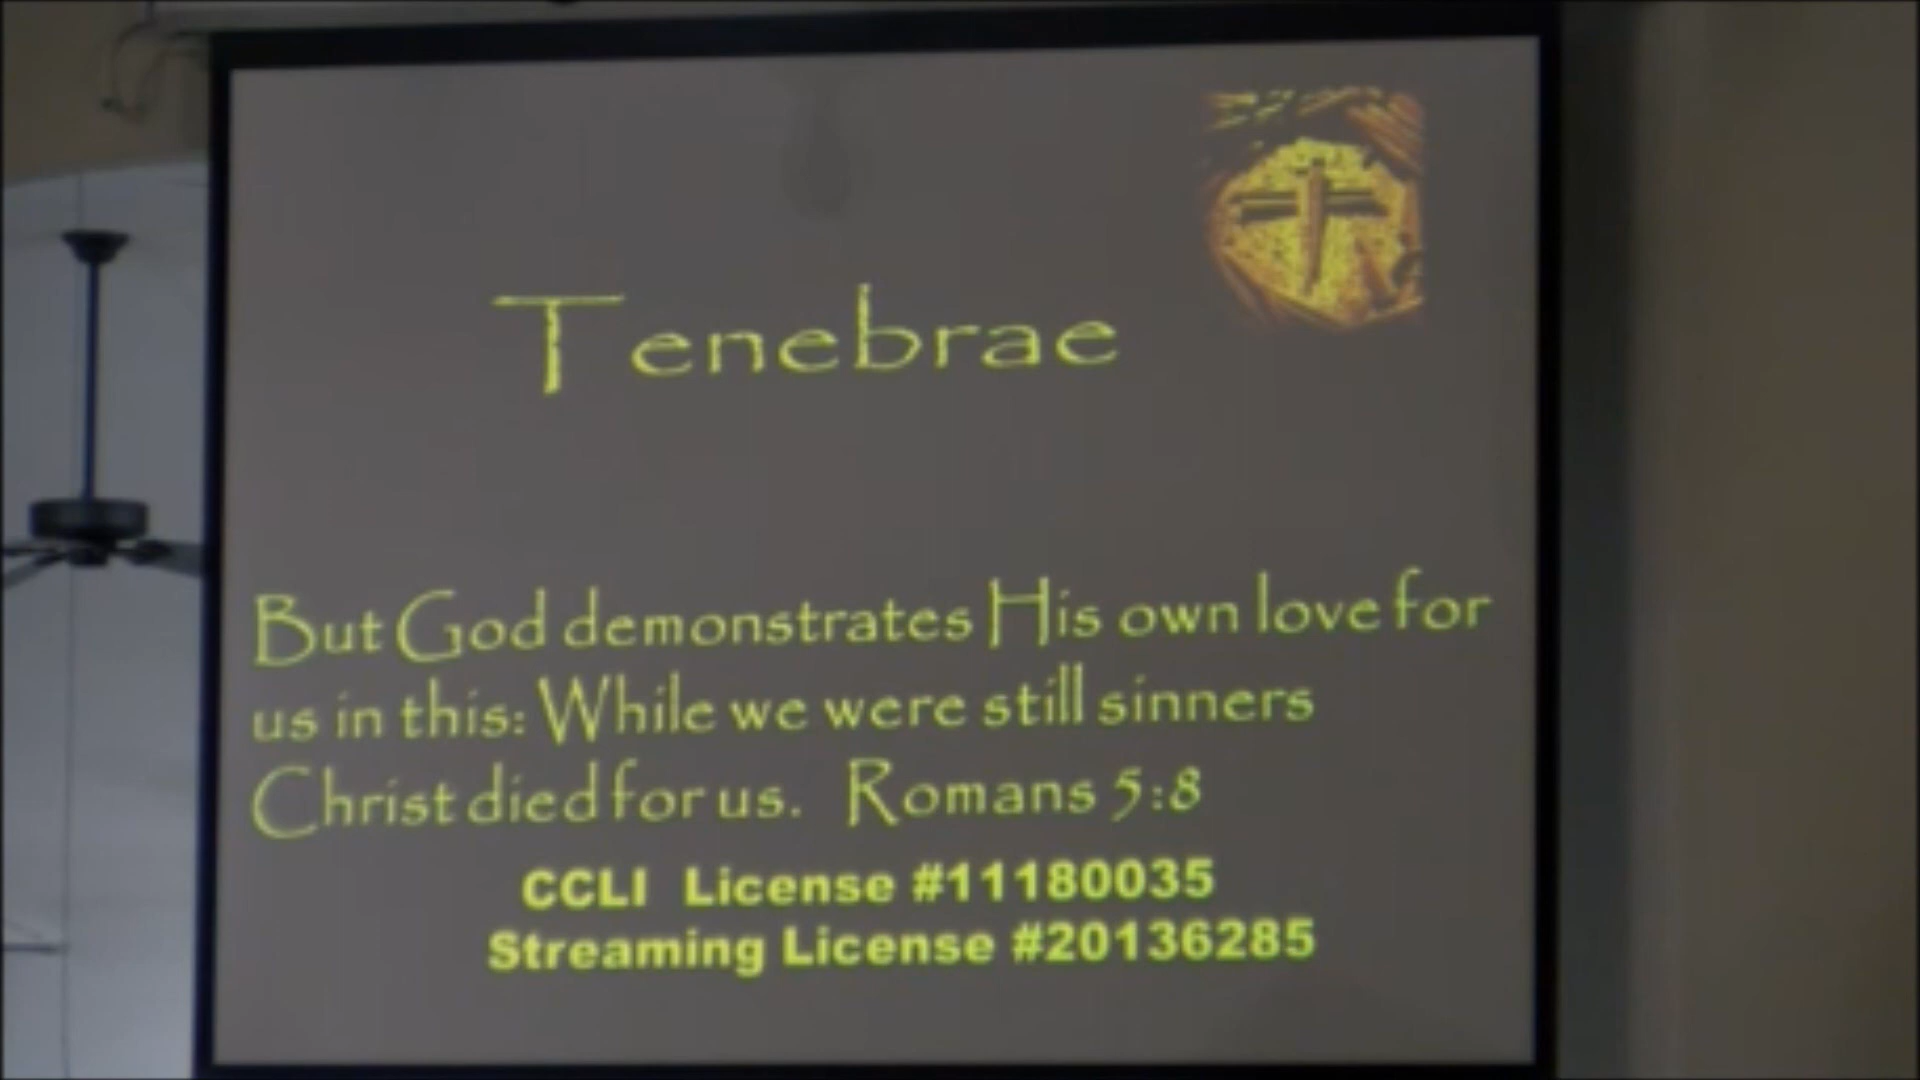 Tenebrae
But God demonstrates His own love for
us in this: While we were still sinners
Christ died for us. Romans 5:8
CCLI License #11180035
Streaming License #20136285